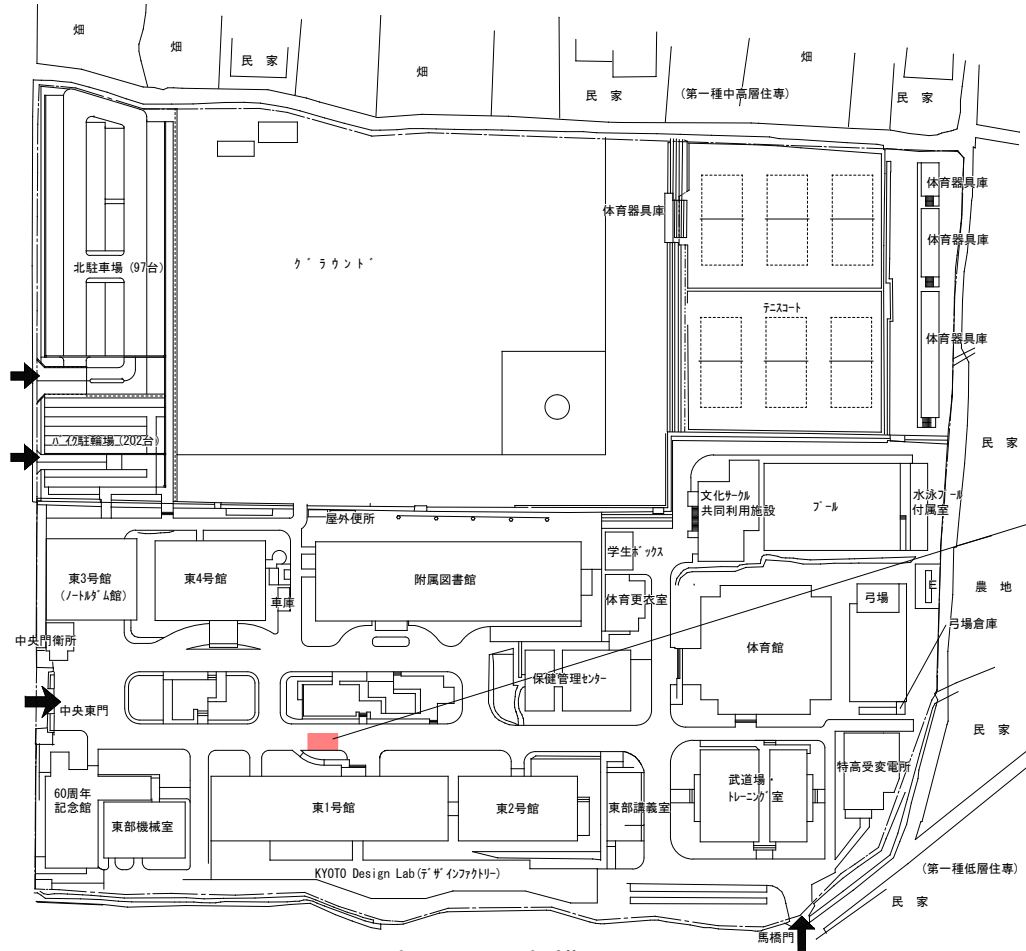 畑
畑
民 家
畑
民 家
(第一種中高層住専)
畑
民 家
体育器具庫
体育器具庫
体育器具庫
体育器具庫
北駐車場 (97台)
グラウンド
テニスコート
バイク駐輪場 (202台)
民 家
文化サークル
共同利用施設
プール
水泳プール
付属室
屋外便所
学生ボックス
東3号館
(ノートルダム館)
東4号館
附属図書館
車庫
体育更衣室
E
農 地
弓場
弓場倉庫
中央門衛所
体育館
保健管理センター
中央東門
民 家
60周年
記念館
東部機械室
東1号館
東2号館
東部講義室
武道場・
トレーニング室
特高受変電所
KYOTO Design Lab(デザインファクトリー)
(第一種低層住専)
民 家
馬橋門